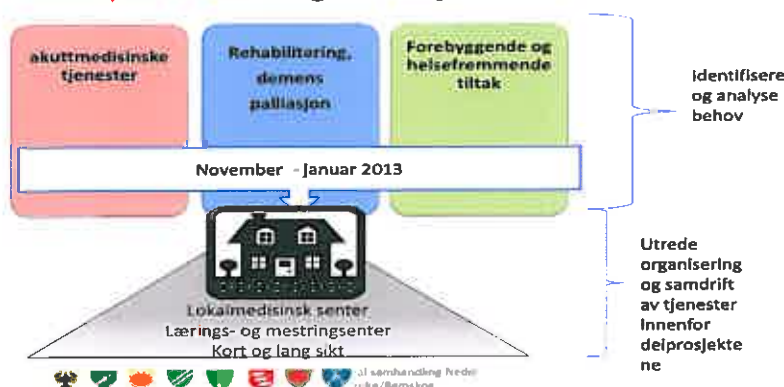 akuttmedisinske
tjenester
Rehabilitering,
demens
palliasjon
Forebyggende og
helsefremmende
tiltak
Identifisere
og analyse
behov
November - januar 2013
Utrede
organisering
og samdrift
av tjenester
innenfor
delprosjekte
ne
Lokalmedisinsk senter
Lærings- og mestringsenter
Kort og lang sikt
samhandling